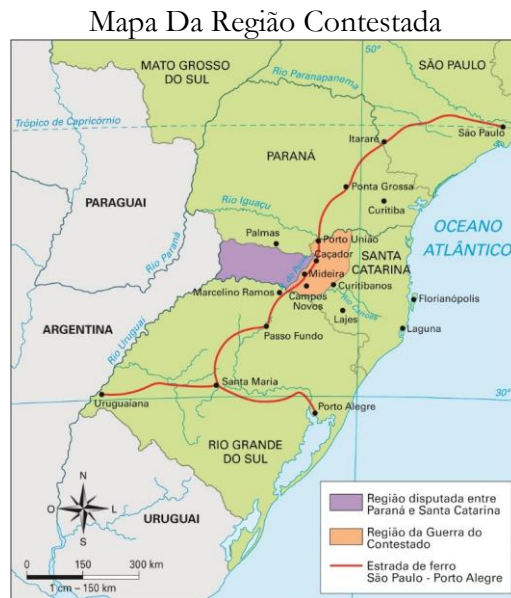 Mapa Da Região Contestada
MATO GROSSO
DO SUL
50°
SÃO PAULO
Rio Paranapanema
Trópico de Capricórnio
São Paulo
Itararé
PARANÁ
Ponta Grossa
PARAGUAI
Rio Iguaçu
Curitiba
OCEANO
ATLÂNTICO
Palmas
Porto União
Rio Paraná
Caçador
SANTA
CATARINA
Mideira
Marcelino Ramos
Curitibanos
Campos
Novos
Florianópolis
Rio Canoas
Lajes
ARGENTINA
Rio Uruguai
Laguna
Passo Fundo
Santa Maria
Uruguaiana
30°
Porto Alegre
RIO GRANDE
DO SUL
N
O
L
S
URUGUAI
Região disputada entre
Paraná e Santa Catarina
Região da Guerra do
Contestado
Estrada de ferro
São Paulo - Porto Alegre
0 150 300 km
1 cm – 150 km